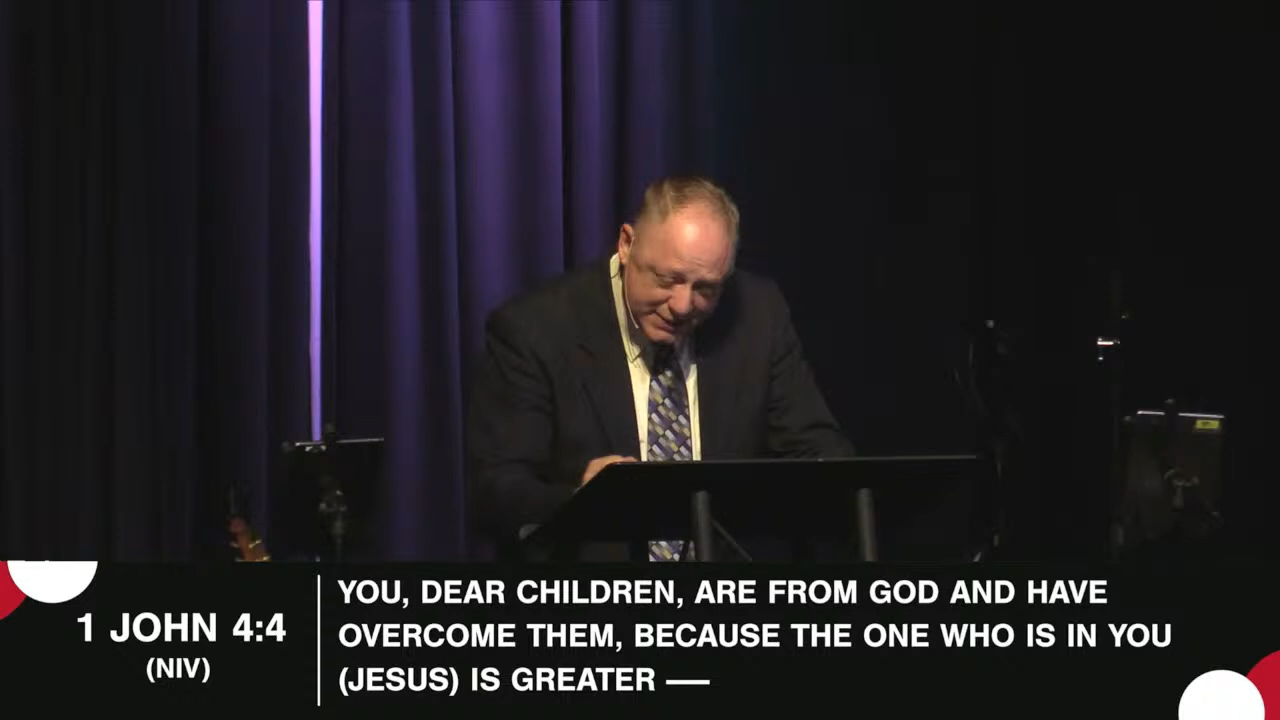 1 JOHN 4:4
(NIV)
YOU, DEAR CHILDREN, ARE FROM GOD AND HAVE
OVERCOME THEM, BECAUSE THE ONE WHO IS IN YOU
(JESUS) IS GREATER —